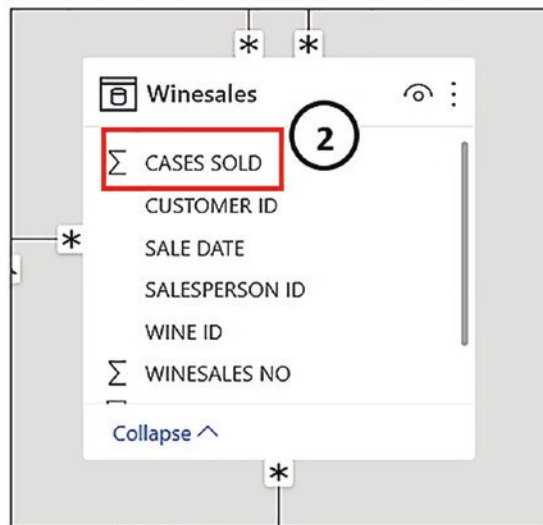 * *
Winesales
2
Σ CASES SOLD
CUSTOMER ID
* SALE DATE
SALESPERSON ID
WINE ID
Σ WINESALES NO
Collapse
*